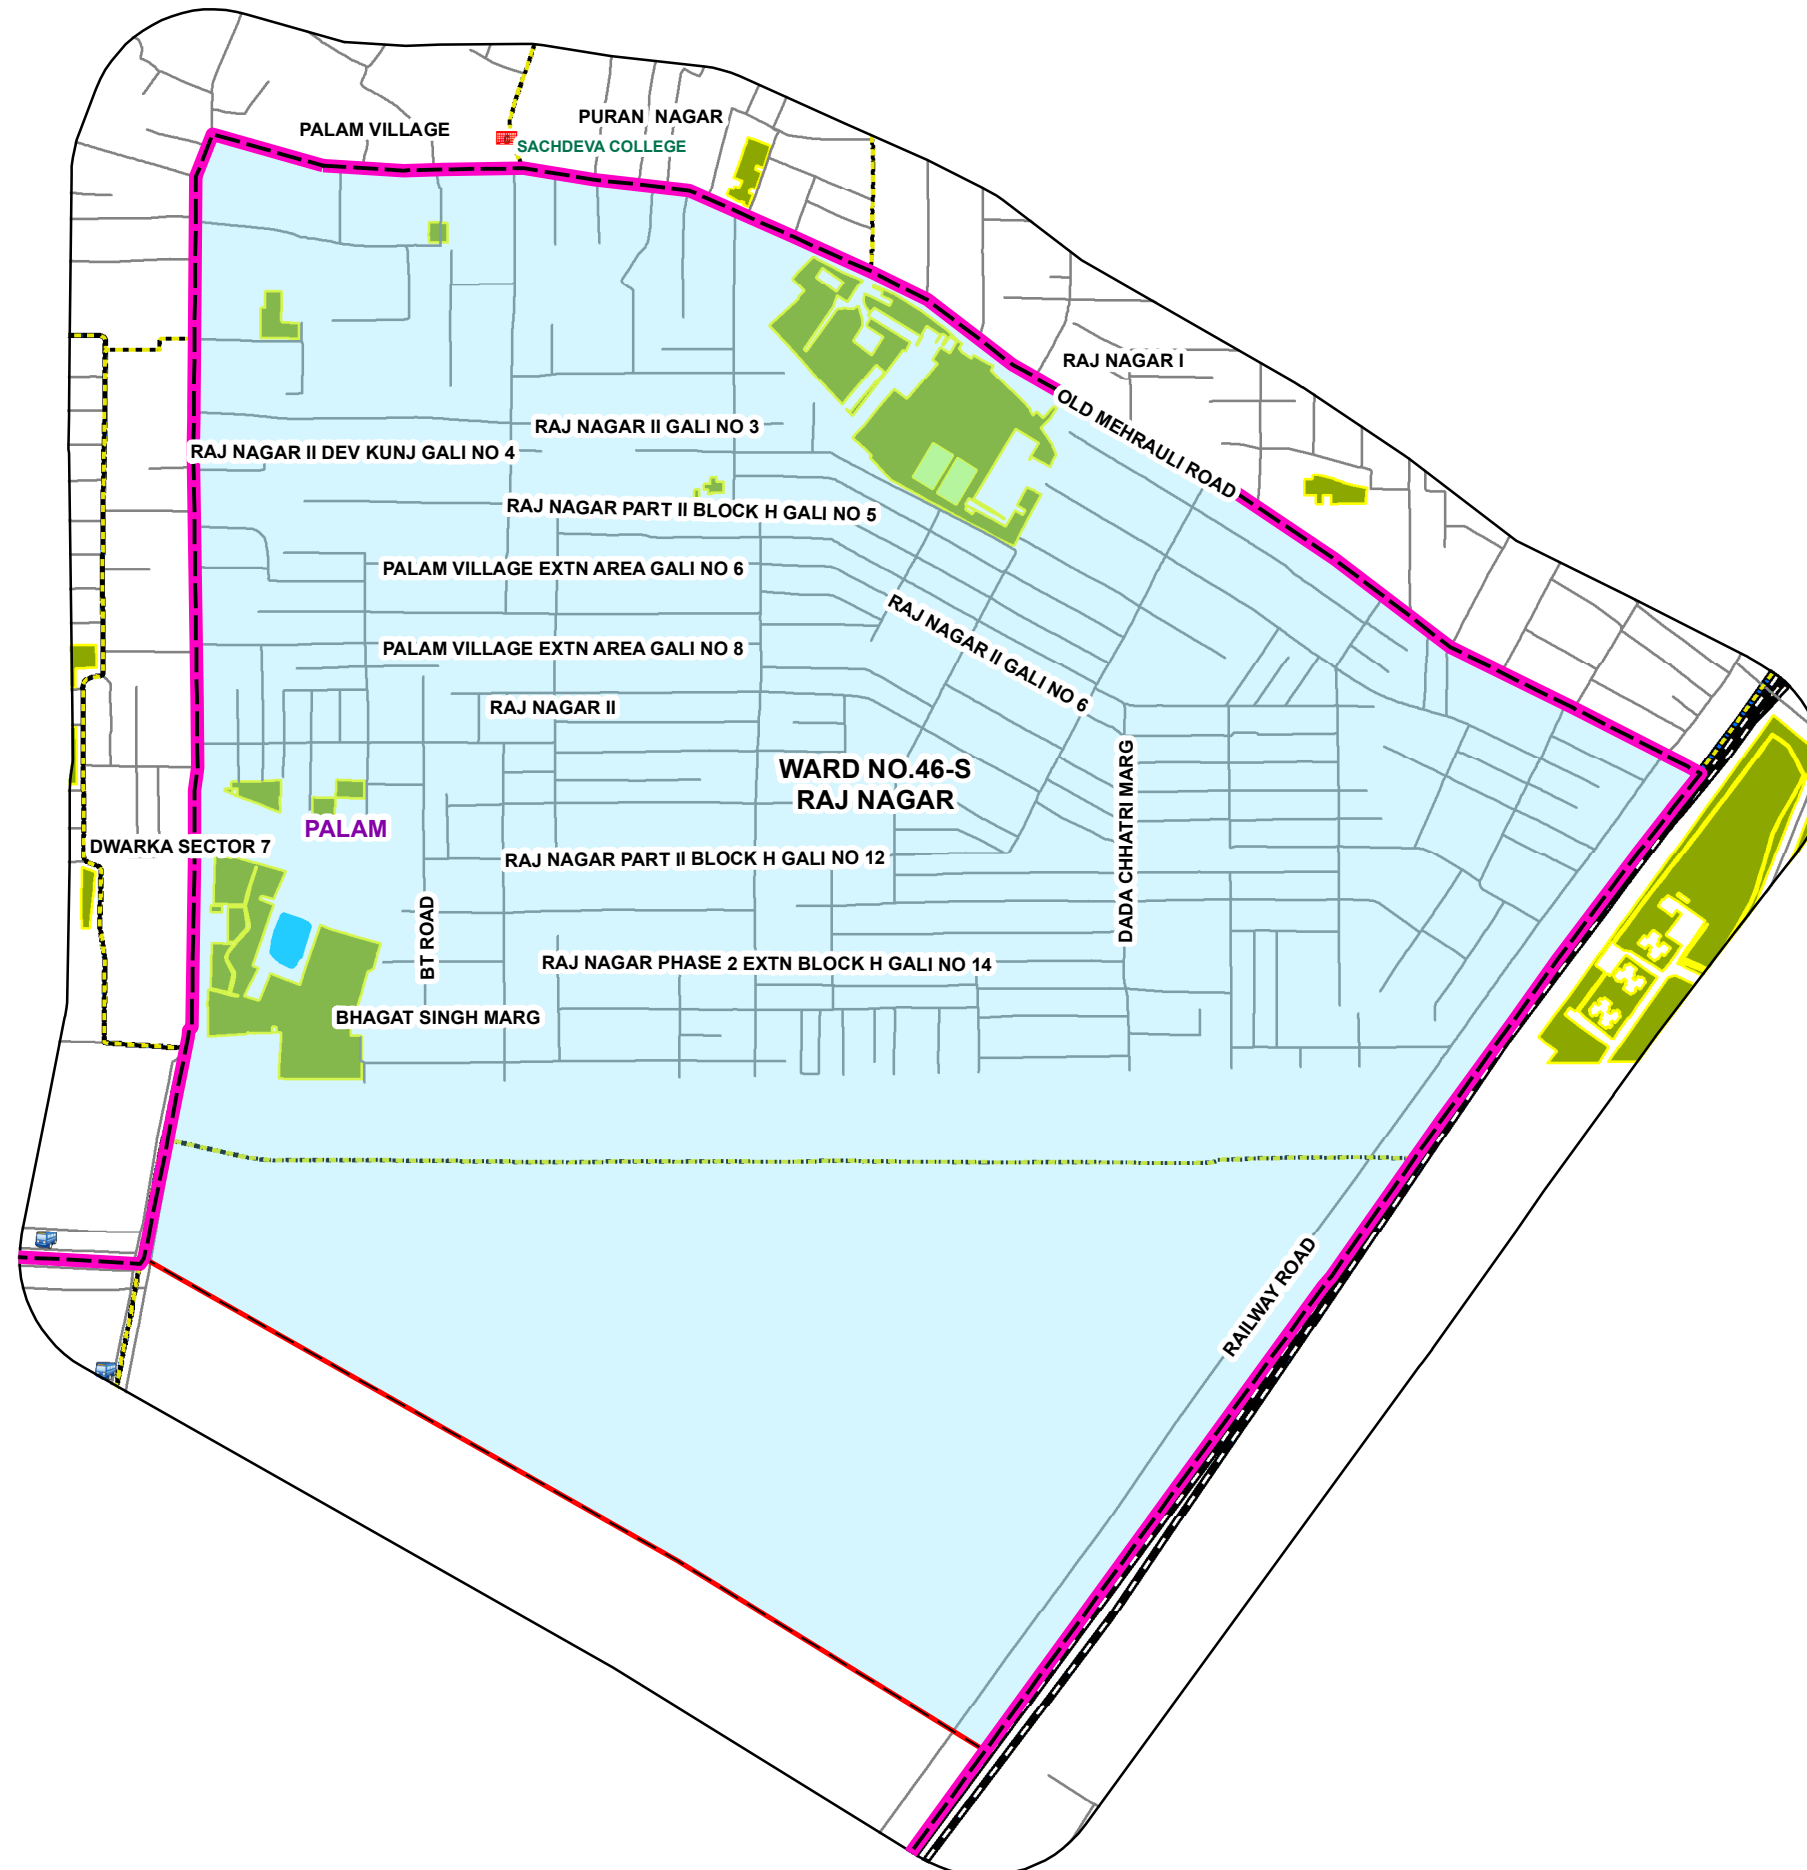 PURAN NAGAR
PALAM VILLAGE
SACHDEVA COLLEGE
RAJ NAGAR I
OLD MEHRAULI ROAD
RAJ NAGAR II GALI NO 3
RAJ NAGAR II DEV KUNJ GALI NO 4
RAJ NAGAR PART II BLOCK H GALI NO 5
PALAM VILLAGE EXTN AREA GALI NO 6
RAJ NAGAR II GALI NO 6
PALAM VILLAGE EXTN AREA GALI NO 8
RAJ NAGAR II
WARD NO.46-S
RAJ NAGAR
DADA CHHATRI MARG
PALAM
DWARKA SECTOR 7
RAJ NAGAR PART II BLOCK H GALI NO 12
BT ROAD
RAJ NAGAR PHASE 2 EXTN BLOCK H GALI NO 14
BHAGAT SINGH MARG
RAILWAY ROAD